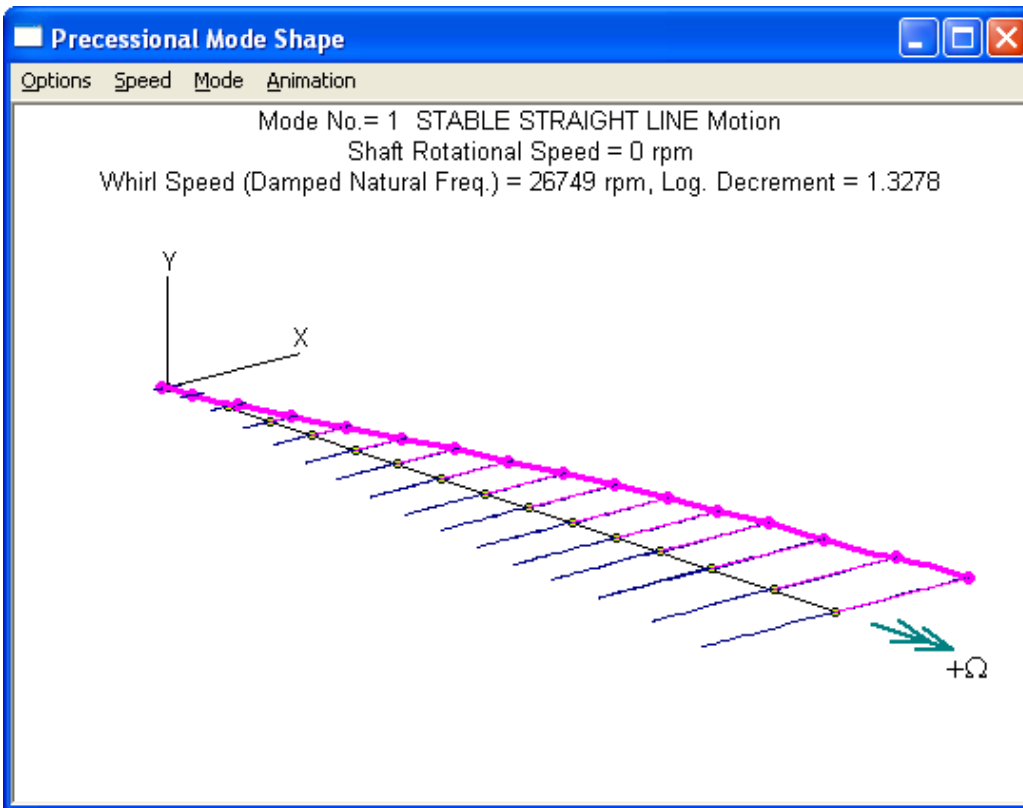 Precessional Mode Shape
Options Speed Mode Animation
Mode No.= 1 STABLE STRAIGHT LINE Motion
Shaft Rotational Speed = 0 rpm
Whirl Speed (Damped Natural Freq.) = 26749 rpm, Log. Decrement = 1.3278
Y
X
+Ω